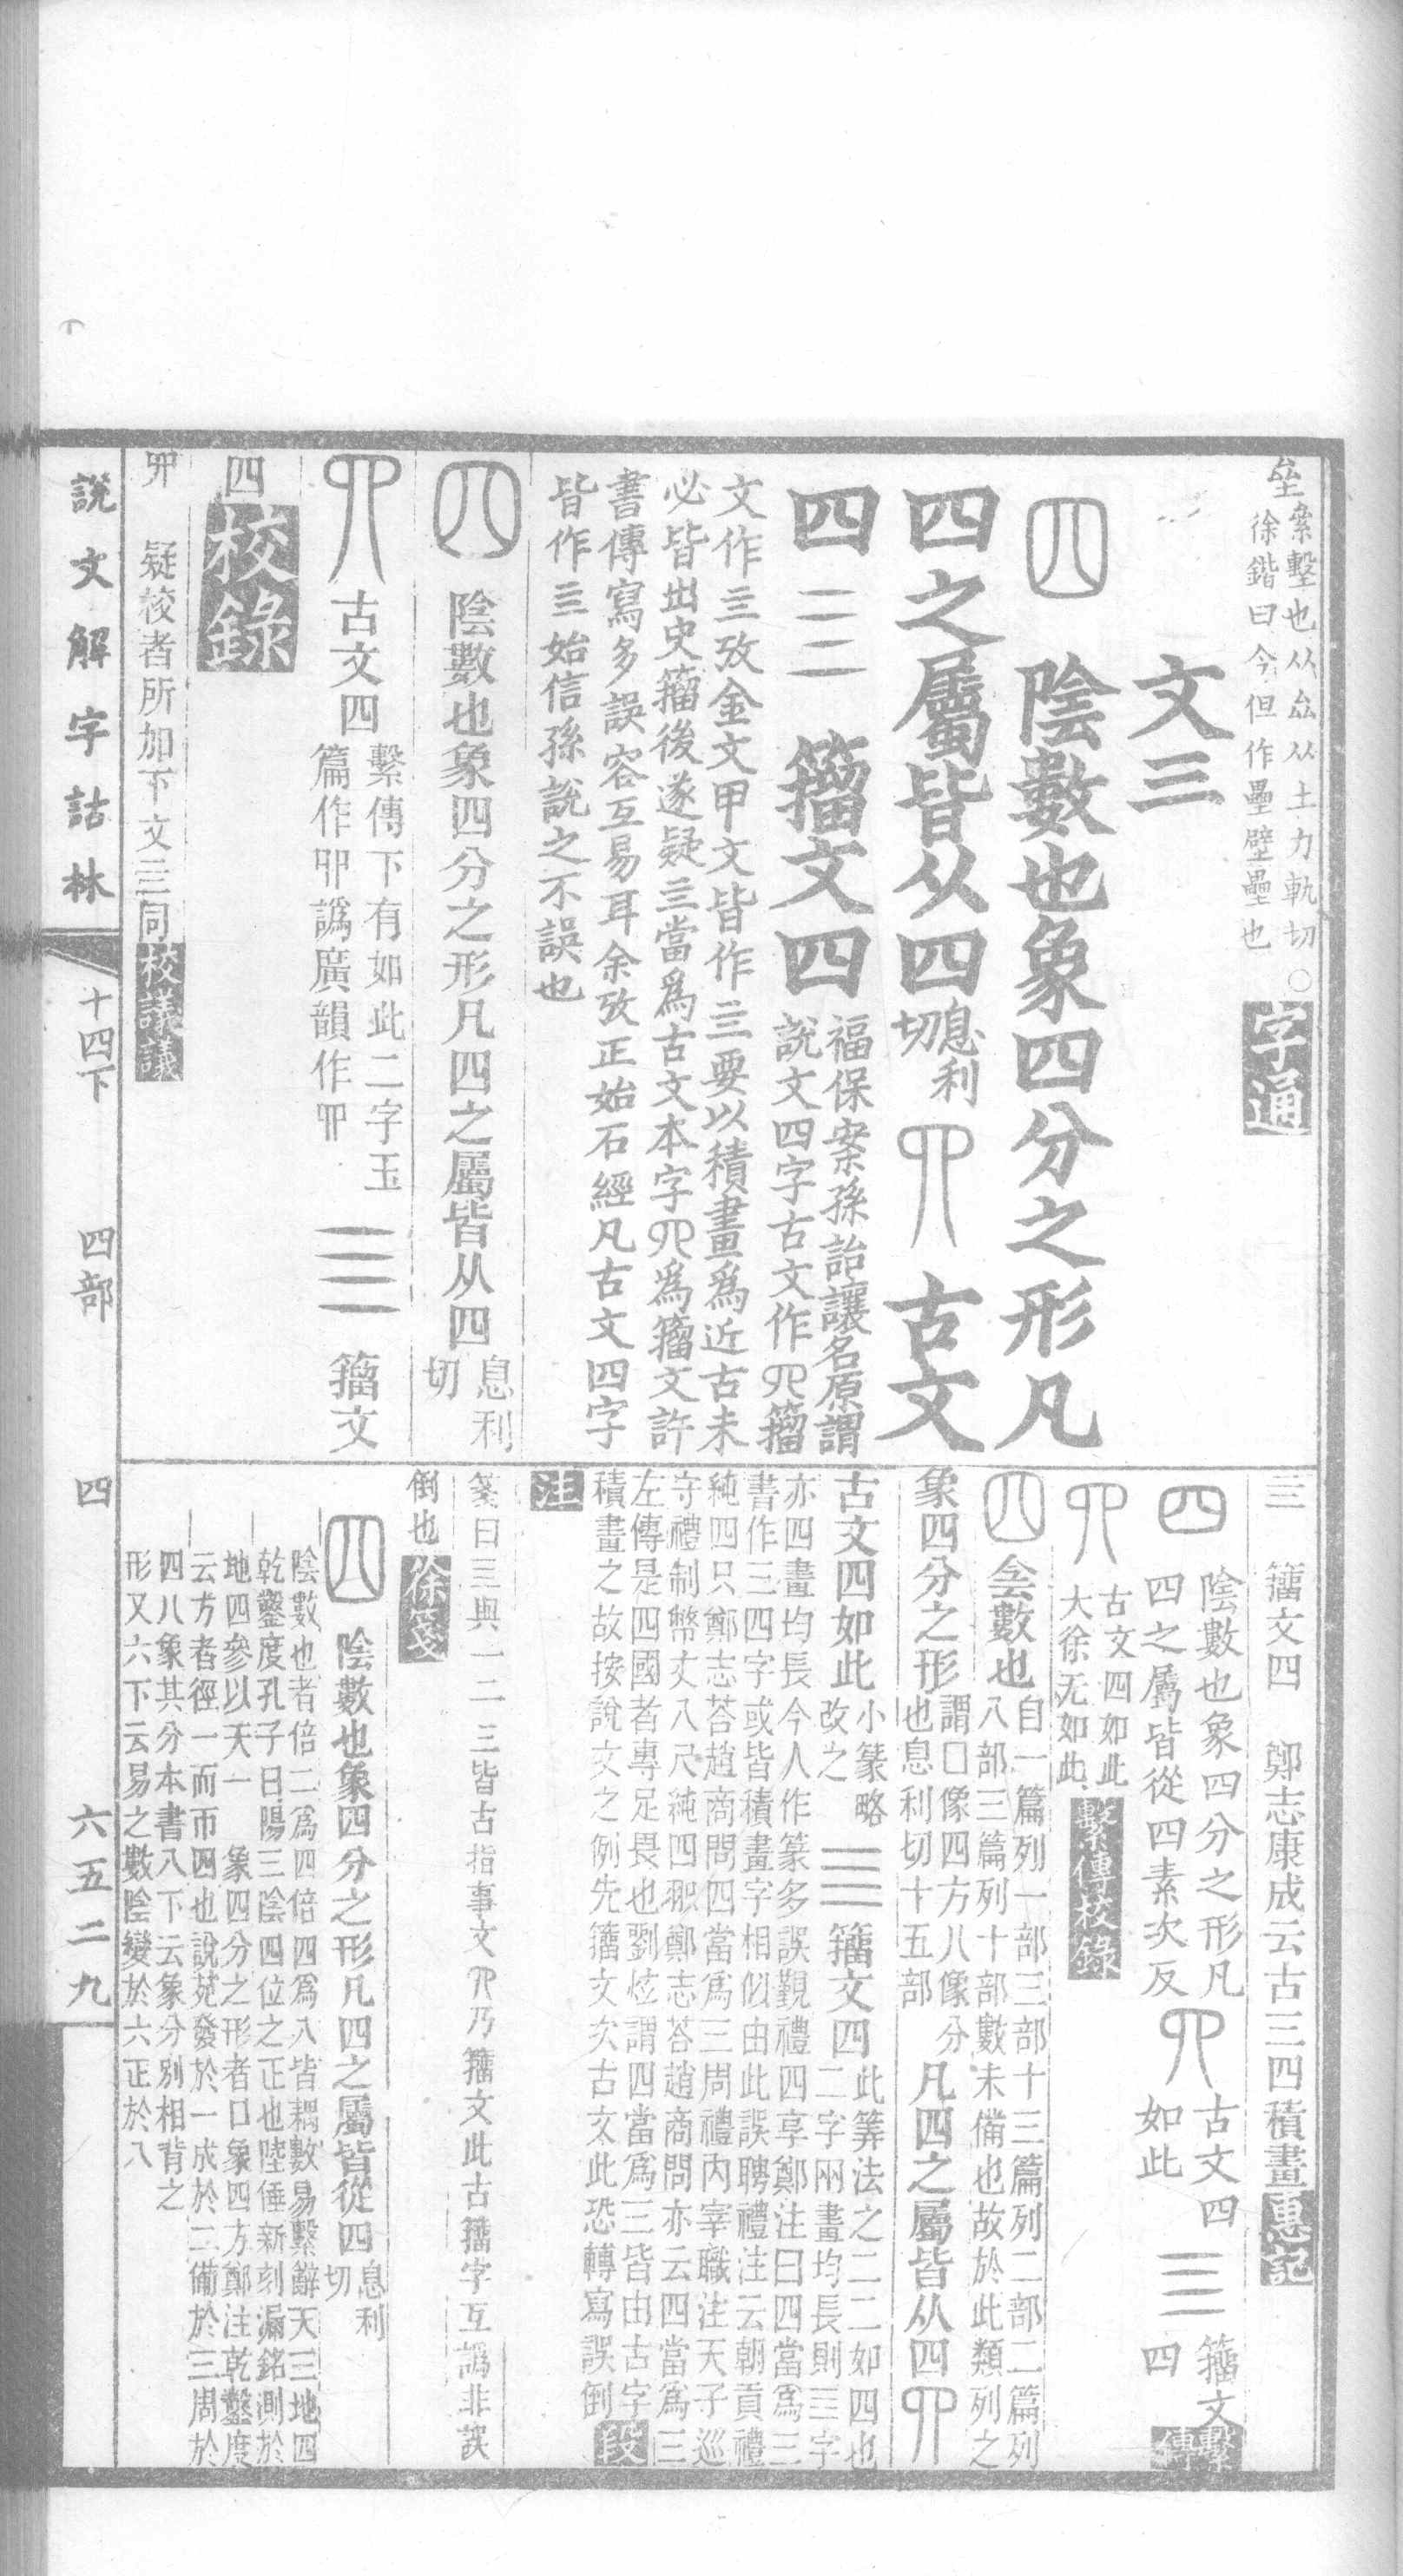 垒絫墼也从厽从土力軌切○
徐鍇曰今但作壘壁壘也
字通
文三
四 陰數也象四分之形凡
四之屬皆从四息利切 𦉭 古文
四 亖 籀文四
福保案孫詒讓名原謂
說文四字古文作𦉭籀
文作亖攷金文甲文皆作亖要以積畫爲近古未
必皆出史籀後遂疑亖當爲古文本字𦉭爲籀文許
書傳寫多誤容互易耳余攷正始石經凡古文四字
皆作亖始信孫說之不誤也
四 陰數也象四分之形凡四之屬皆从四息利切
𦉭 古文四
繫傳下有如此二字玉
篇作𦉭譌廣韻作𦉭
亖 籀文
四 校錄
𦉭 疑校者所加下文亖同 校議議
亖 籀文四 鄭志康成云古三四積畫 惠記
四 陰數也象四分之形凡
四之屬皆從四素次反
𦉭 古文四
如此
亖 籀文
四 繫傳
𦉭 古文四如此
大徐无如此 繫傳校錄
四 侌數也
自一篇列一部三部十三篇列二部二篇列
八部三篇列十部數未備也故於此類列之
象四分之形
謂囗像四方八像分
也息利切十五部
凡四之屬皆从四 𦉭
古文四如此
小篆略
改之
亖 籀文四
此筭法之二二如四也
二字兩畫均長則亖字
亦四畫均長今人作篆多誤覲禮四享鄭注曰四當爲三
書作三四字或皆積畫字相似由此誤聘禮注云朝貢禮
純四只鄭志荅趙商問四當爲三周禮內宰職注天子巡
守禮制幣丈八尺純四𦐇鄭志荅趙商問亦云四當爲三
左傳是四國者專足畏也劉炫謂四當爲三皆由古字
積畫之故按說文之例先籀文次古文此恐轉寫誤倒 段
注
箋曰亖與一二三皆古指事文𦉭乃籀文此古籀字互譌非誤
倒也 徐箋
四 陰數也象四分之形凡四之屬皆從四息利切
陰數也者倍二爲四倍四爲八皆耦數易繫辭天三地四
乾鑿度孔子曰陽三陰四位之正也陸倕新刻漏銘測於
地四參以天一 象四分之形者口象四方鄭注乾鑿度
云方者徑一而帀四也說苑發於一成於二備於三周於
四八象其分本書八下云象分別相背之
形又六下云易之數陰變於六正於八
說文解字詁林
十四下
四部
四
六五二九